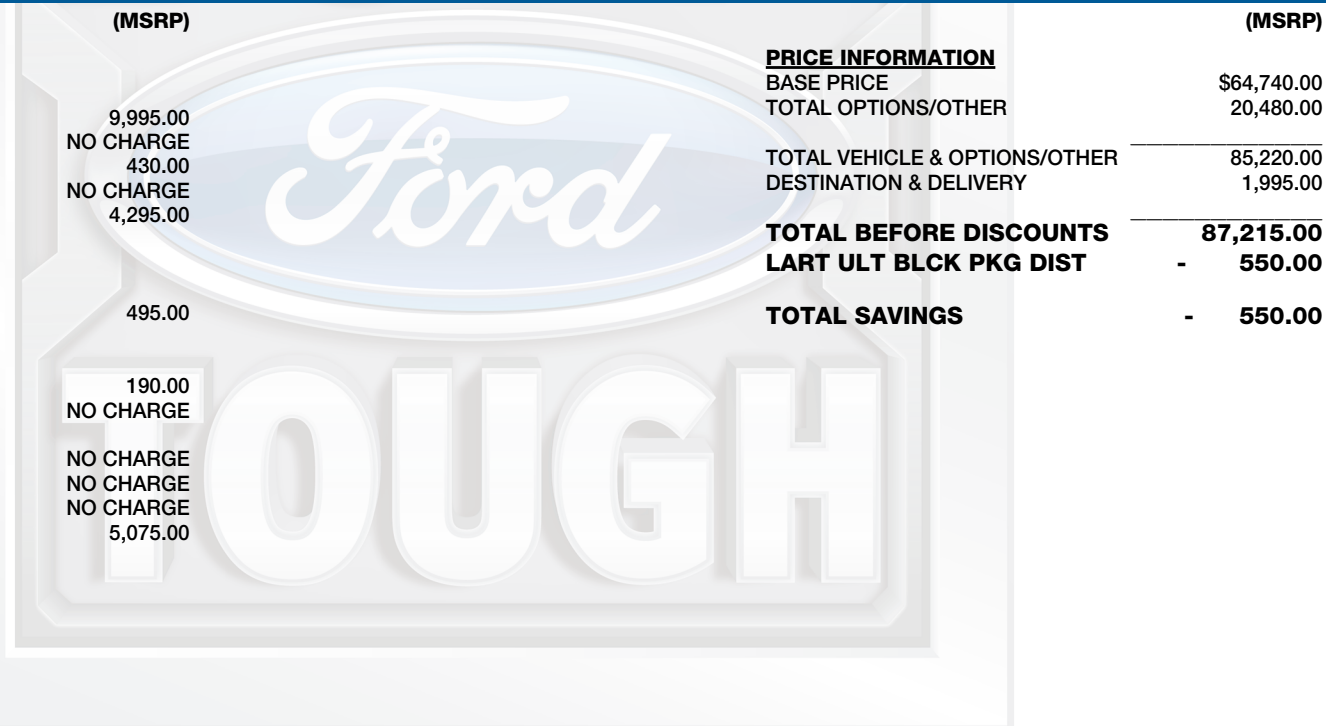 (MSRP)
9,995.00
NO CHARGE
430.00
NO CHARGE
4,295.00
495.00
190.00
NO CHARGE
NO CHARGE
NO CHARGE
NO CHARGE
5,075.00
(MSRP)
PRICE INFORMATION
BASE PRICE $64,740.00
TOTAL OPTIONS/OTHER 20,480.00
TOTAL VEHICLE & OPTIONS/OTHER 85,220.00
DESTINATION & DELIVERY 1,995.00
TOTAL BEFORE DISCOUNTS 87,215.00
LART ULT BLCK PKG DIST - 550.00
TOTAL SAVINGS - 550.00
Ford
TOUGH